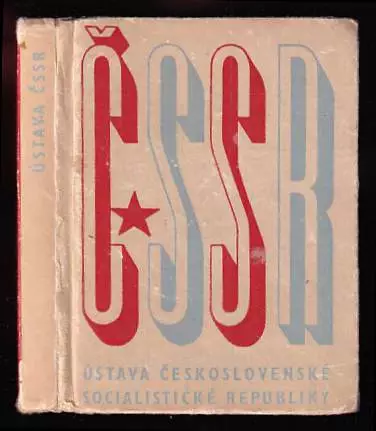 ÚSTAVA ČSSR
ČSSR
ÚSTAVA ČESKOSLOVENSKÉ
SOCIALISTICKÉ REPUBLIKY